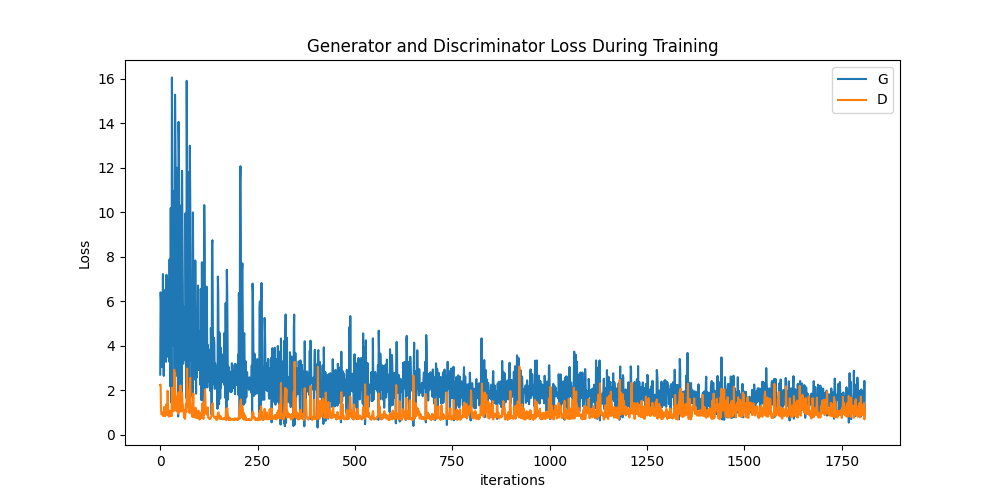 Generator and Discriminator Loss During Training
G
D
16
14
12
10
8
6
4
2
0
Loss
0 250 500 750 1000 1250 1500 1750
iterations